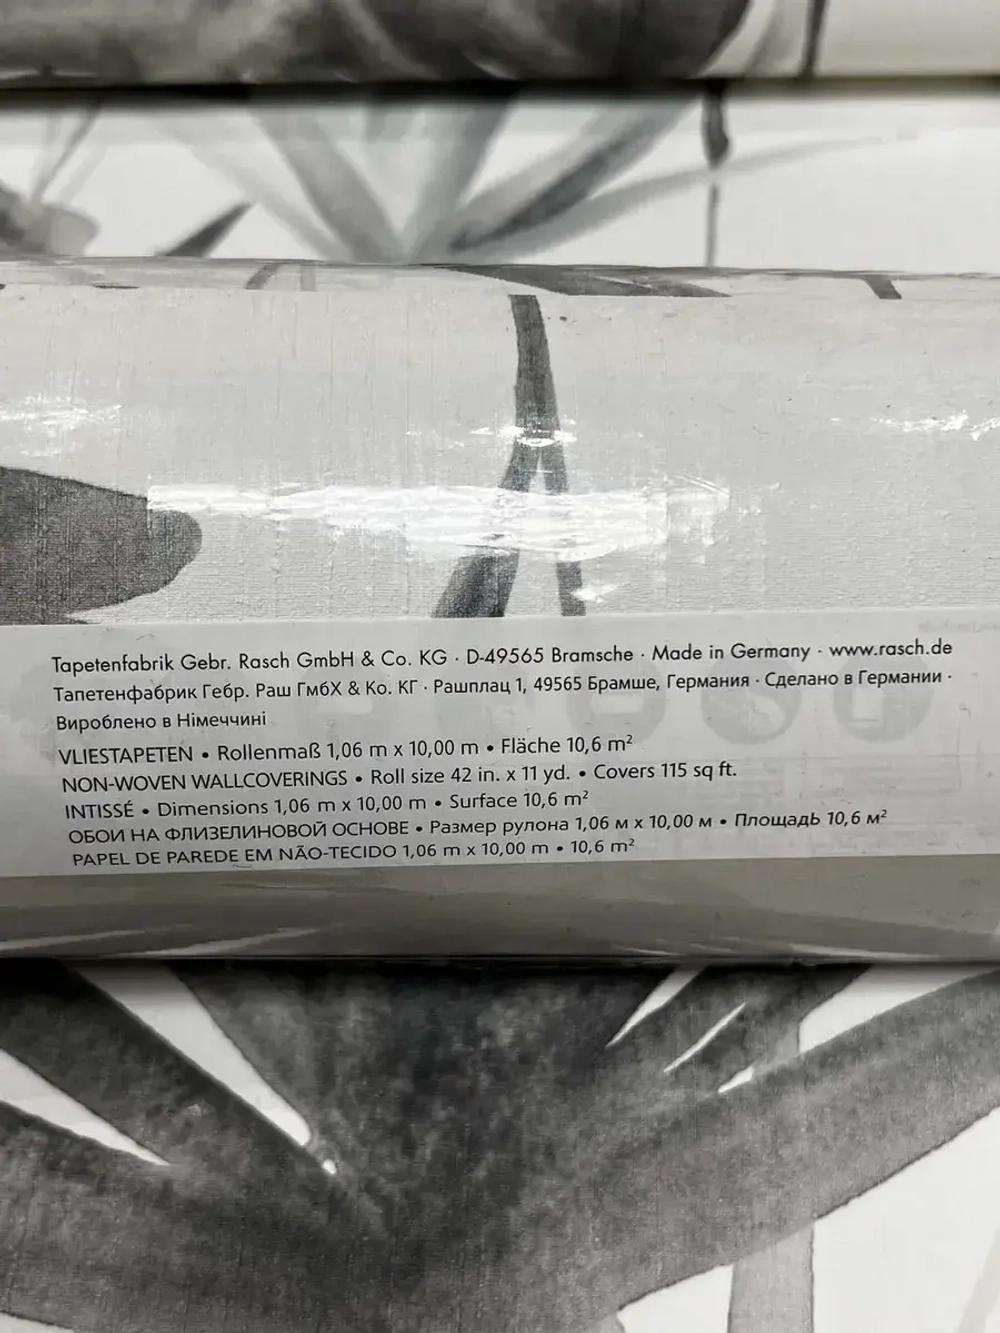 Tapetenfabrik Gebr. Rasch GmbH & Co. KG · D-49565 Bramsche · Made in Germany · www.rasch.de
Тапетенфабрик Гебр. Раш ГмбХ & Ко. КГ · Рашплац 1, 49565 Брамше, Германия · Сделано в Германии ·
Вироблено в Німеччині
VLIESTAPETEN • Rollenmaß 1,06 m x 10,00 m • Fläche 10,6 m²
NON-WOVEN WALLCOVERINGS • Roll size 42 in. x 11 yd. • Covers 115 sq ft.
INTISSÉ • Dimensions 1,06 m x 10,00 m • Surface 10,6 m²
ОБОИ НА ФЛИЗЕЛИНОВОЙ ОСНОВЕ • Размер рулона 1,06 м x 10,00 м • Площадь 10,6 м²
PAPEL DE PAREDE EM NÃO-TECIDO 1,06 m x 10,00 m • 10,6 m²